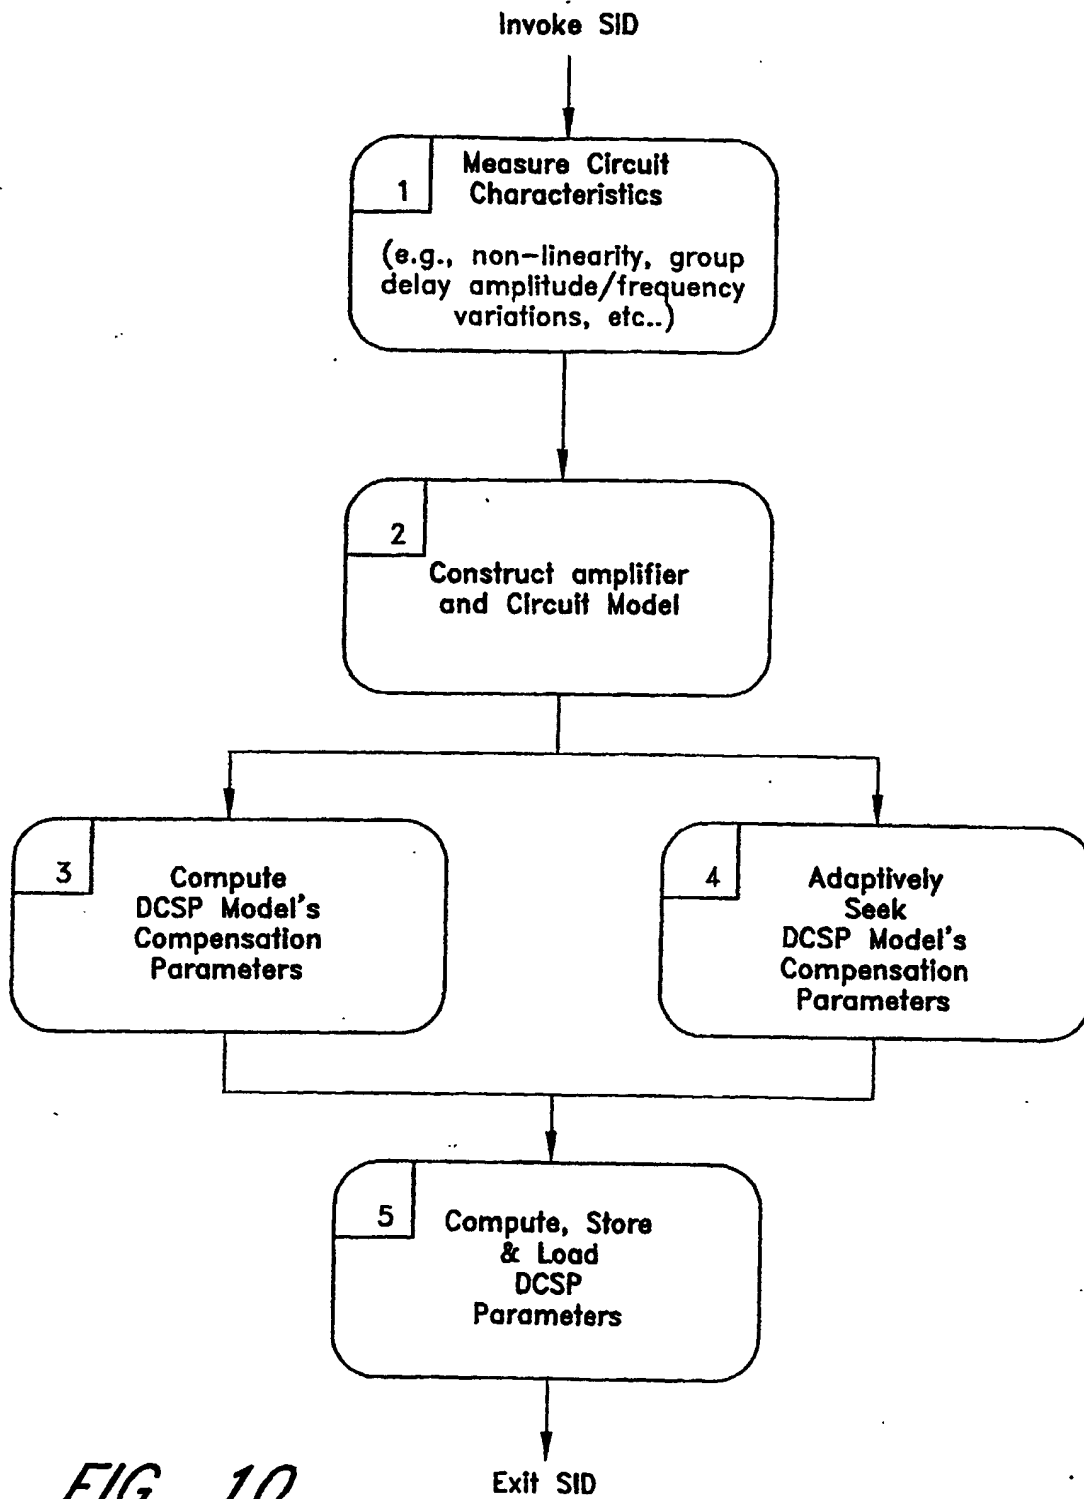 Invoke SID
1
Measure Circuit
Characteristics
(e.g., non-linearity, group
delay amplitude/frequency
variations, etc..)
2
Construct amplifier
and Circuit Model
3
Compute
DCSP Model's
Compensation
Parameters
4
Adaptively
Seek
DCSP Model's
Compensation
Parameters
5
Compute, Store
& Load
DCSP
Parameters
Exit SID
FIG. 10